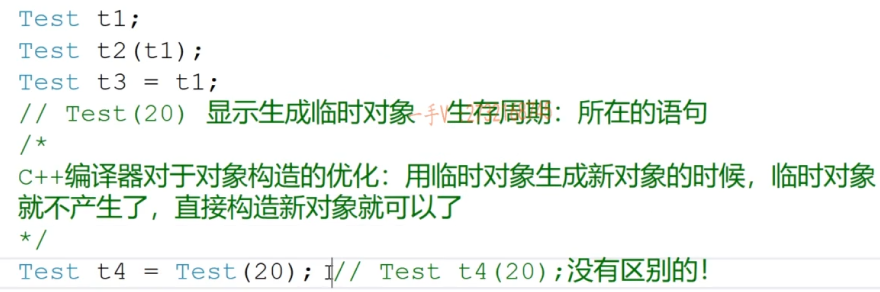 Test t1;
Test t2(t1);
Test t3 = t1;
// Test(20) 显示生成临时对象 生存周期：所在的语句
/*
C++编译器对于对象构造的优化：用临时对象生成新对象的时候，临时对象
就不产生了，直接构造新对象就可以了
*/
Test t4 = Test(20); // Test t4(20);没有区别的！